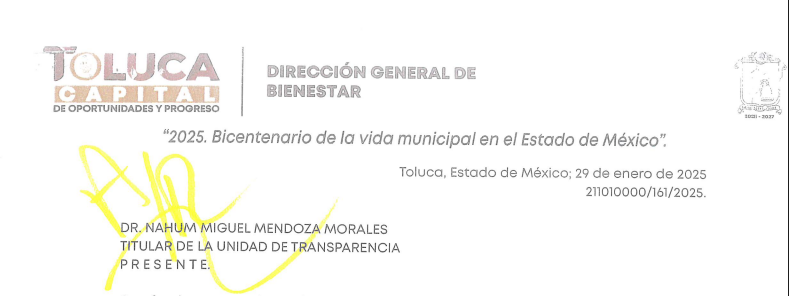 TOLUCA
CAPITAL
DE OPORTUNIDADES Y PROGRESO
DIRECCIÓN GENERAL DE
BIENESTAR
2025 - 2027
“2025. Bicentenario de la vida municipal en el Estado de México”.
Toluca, Estado de México; 29 de enero de 2025
211010000/161/2025.
DR. NAHUM MIGUEL MENDOZA MORALES
TITULAR DE LA UNIDAD DE TRANSPARENCIA
P R E S E N T E.